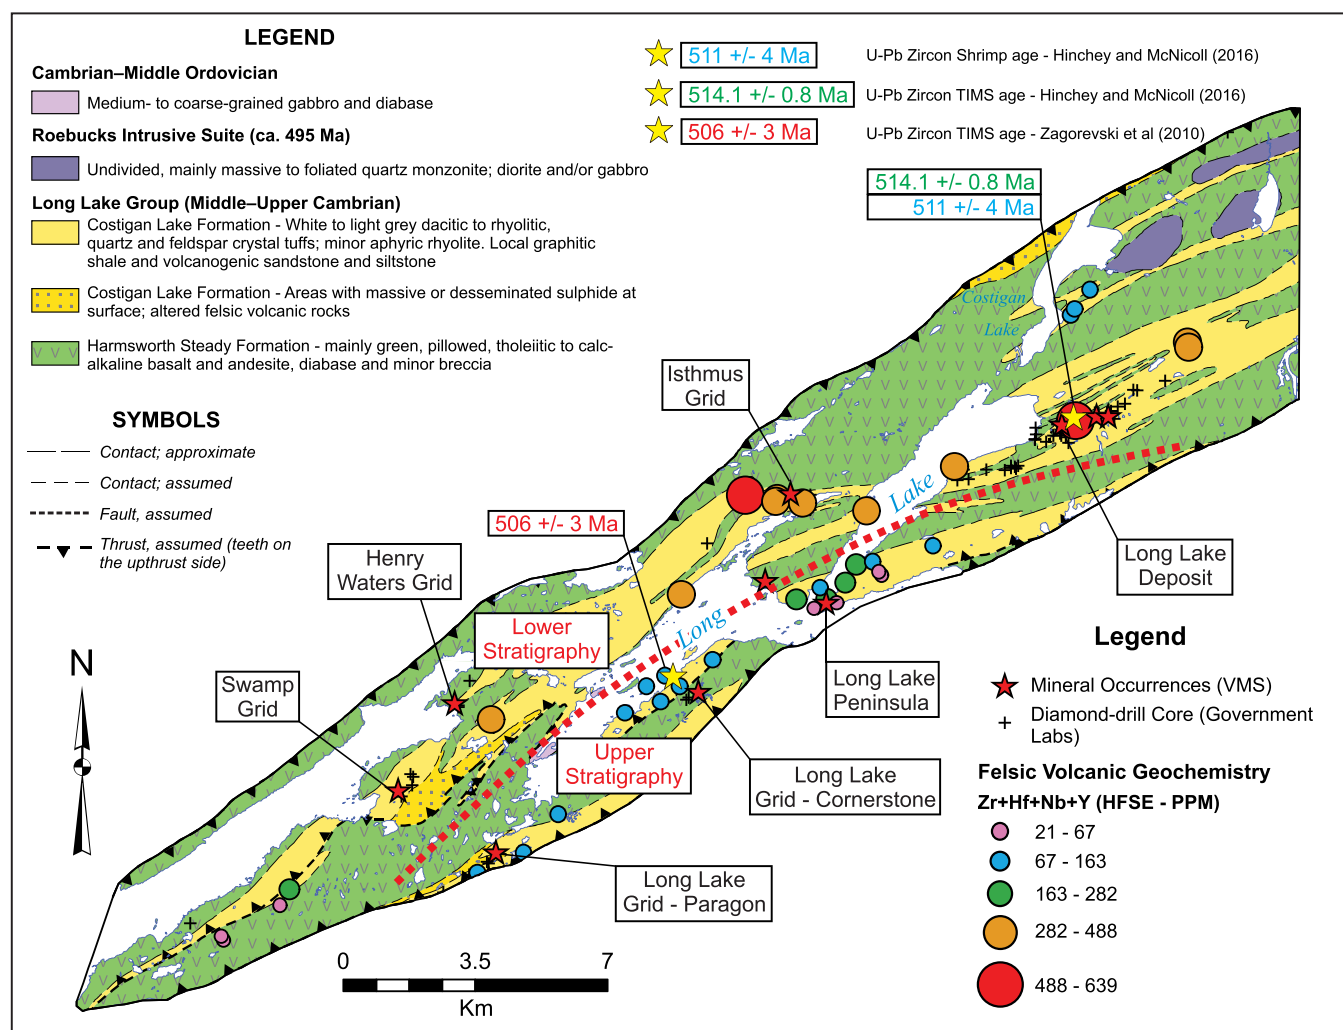 LEGEND
Cambrian–Middle Ordovician
Medium- to coarse-grained gabbro and diabase
Roebucks Intrusive Suite (ca. 495 Ma)
Undivided, mainly massive to foliated quartz monzonite; diorite and/or gabbro
Long Lake Group (Middle–Upper Cambrian)
Costigan Lake Formation - White to light grey dacitic to rhyolitic,
quartz and feldspar crystal tuffs; minor aphyric rhyolite. Local graphitic
shale and volcanogenic sandstone and siltstone
Costigan Lake Formation - Areas with massive or desseminated sulphide at
surface; altered felsic volcanic rocks
Harmsworth Steady Formation - mainly green, pillowed, tholeiitic to calc-
alkaline basalt and andesite, diabase and minor breccia
SYMBOLS
Contact; approximate
Contact; assumed
Fault, assumed
Thrust, assumed (teeth on
the upthrust side)
511 +/- 4 Ma
U-Pb Zircon Shrimp age - Hinchey and McNicoll (2016)
514.1 +/- 0.8 Ma
U-Pb Zircon TIMS age - Hinchey and McNicoll (2016)
506 +/- 3 Ma
U-Pb Zircon TIMS age - Zagorevski et al (2010)
514.1 +/- 0.8 Ma
511 +/- 4 Ma
Costigan
Lake
Isthmus
Grid
Lake
506 +/- 3 Ma
Henry
Waters Grid
Long Lake
Deposit
Lower
Stratigraphy
Long
Swamp
Grid
Long Lake
Peninsula
Upper
Stratigraphy
Long Lake
Grid - Cornerstone
Long Lake
Grid - Paragon
N
0
3.5
7
Km
Legend
Mineral Occurrences (VMS)
Diamond-drill Core (Government
Labs)
Felsic Volcanic Geochemistry
Zr+Hf+Nb+Y (HFSE - PPM)
21 - 67
67 - 163
163 - 282
282 - 488
488 - 639